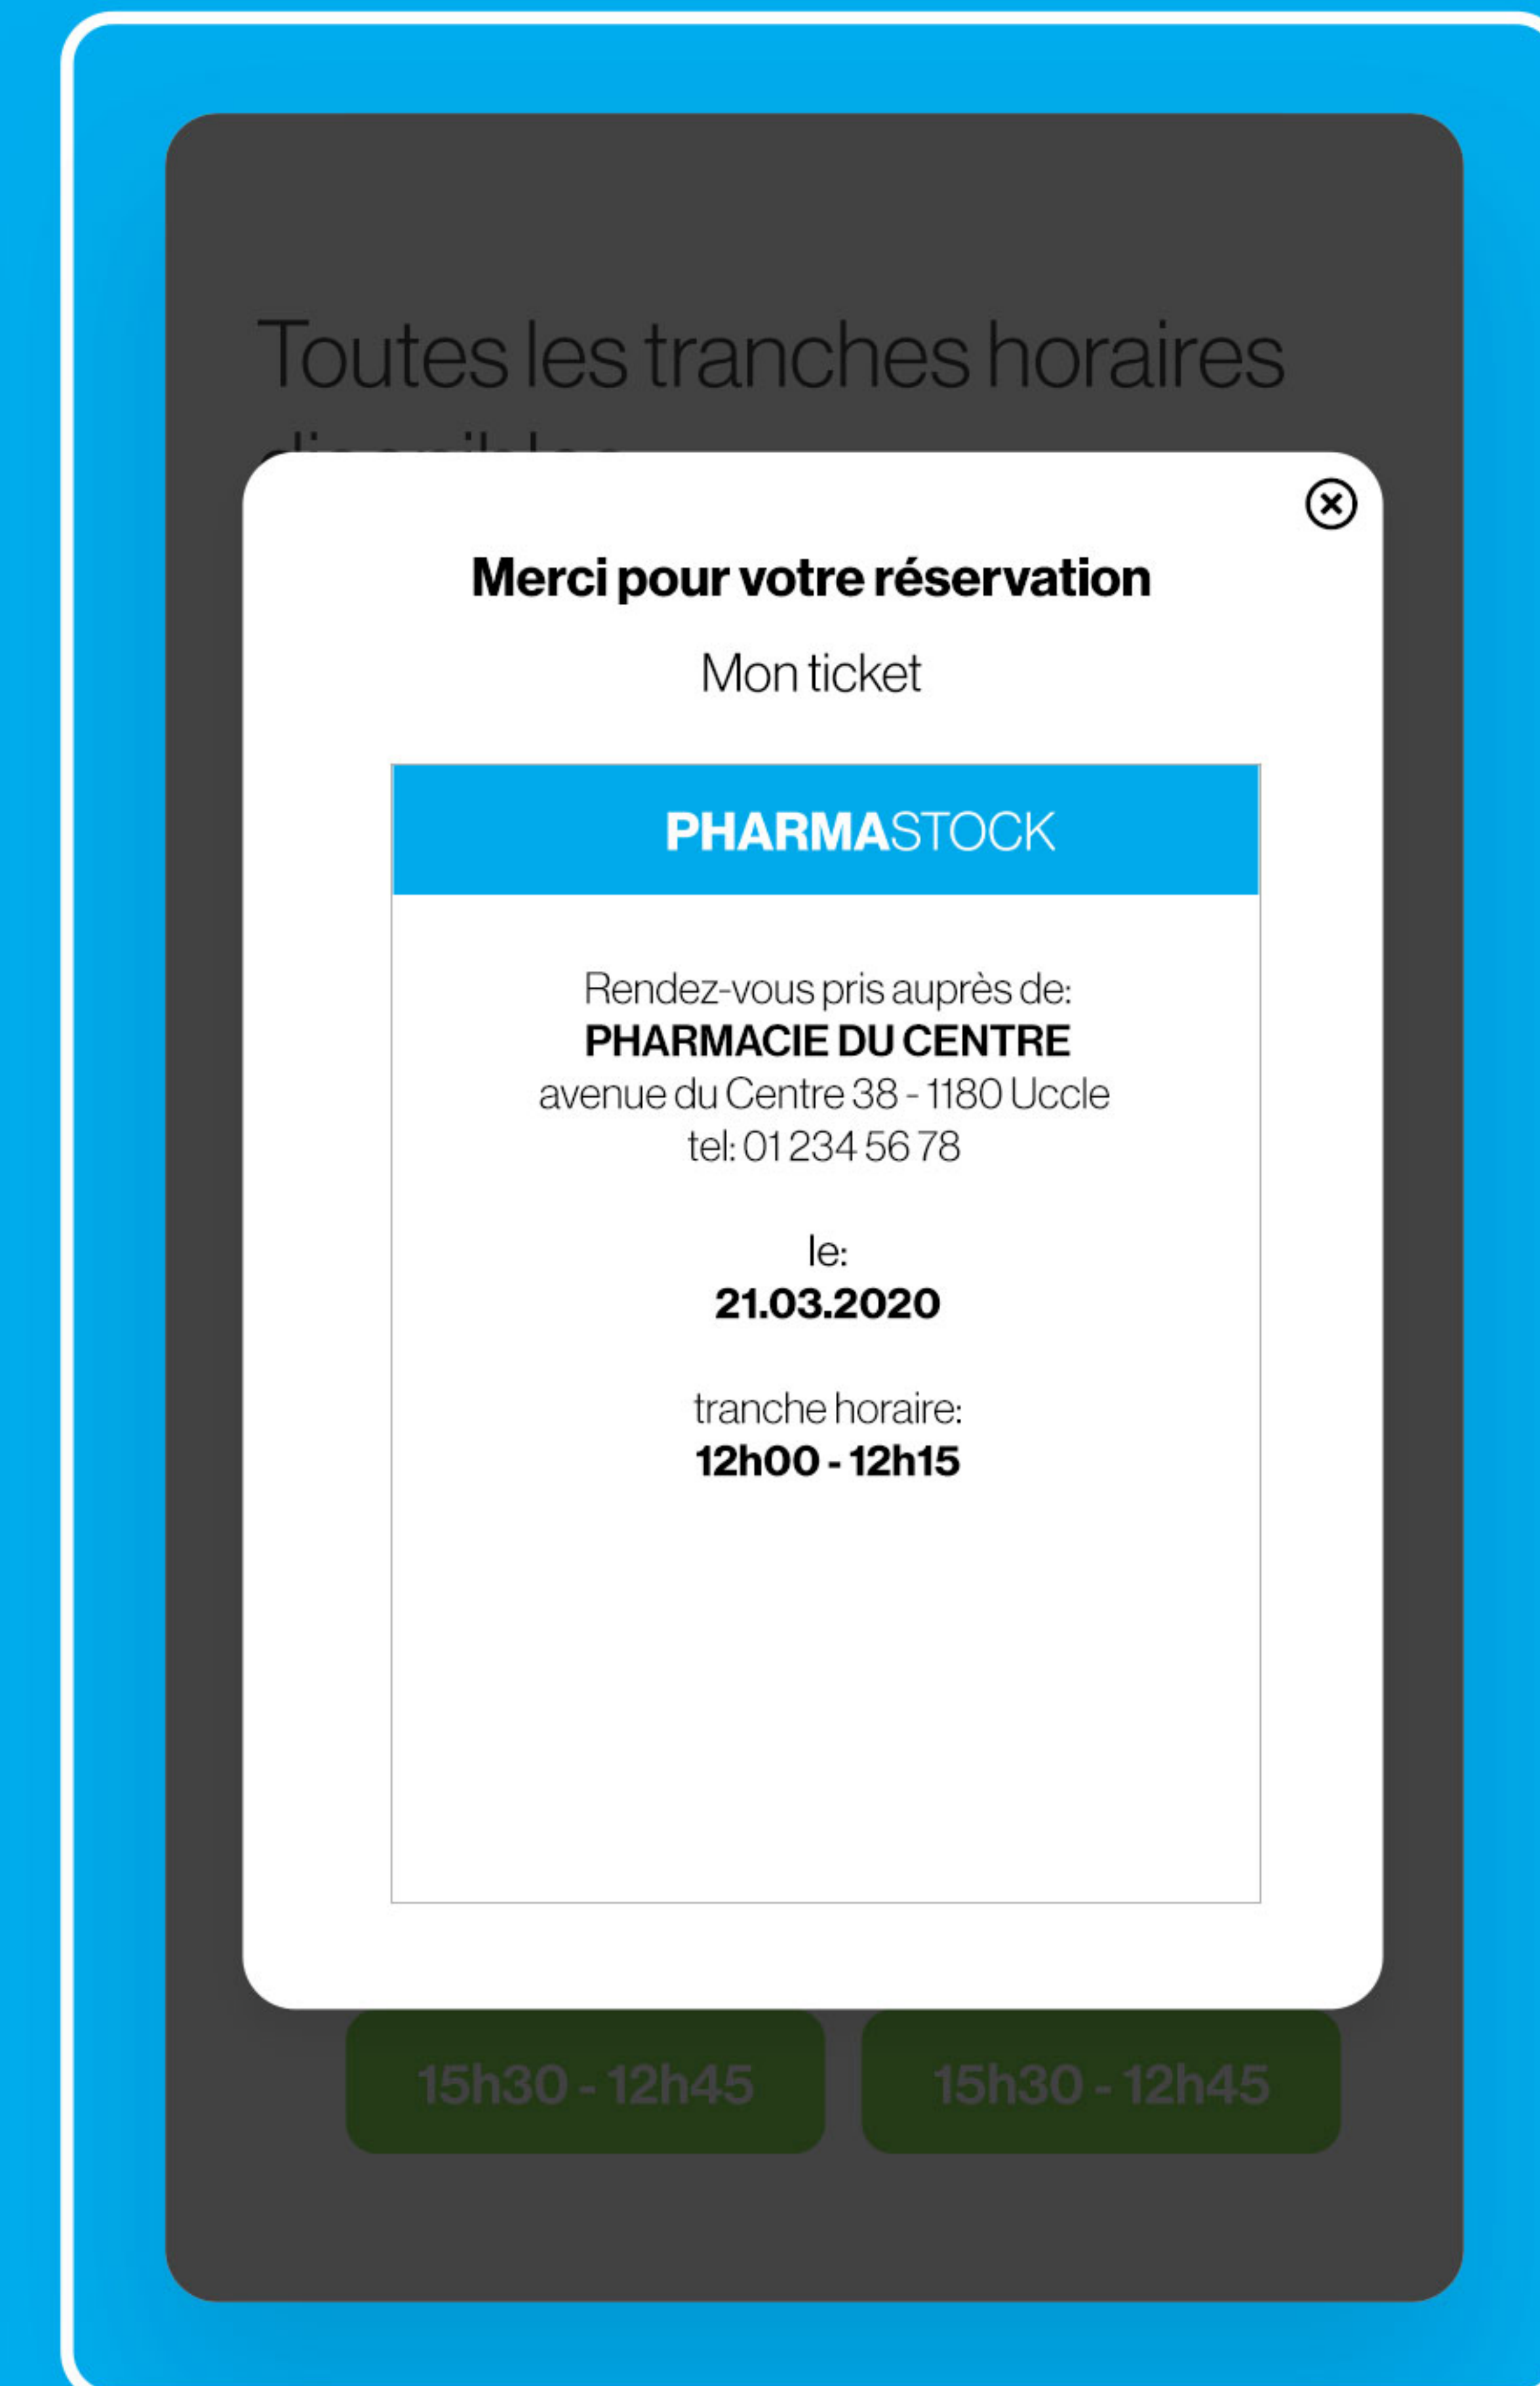 Toutes les tranches horaires
disponibles
Merci pour votre réservation
Mon ticket
PHARMASTOCK
Rendez-vous pris auprès de:
PHARMACIE DU CENTRE
avenue du Centre 38 - 1180 Uccle
tel: 01 234 56 78
le:
21.03.2020
tranche horaire:
12h00 - 12h15
15h30 - 12h45
15h30 - 12h45